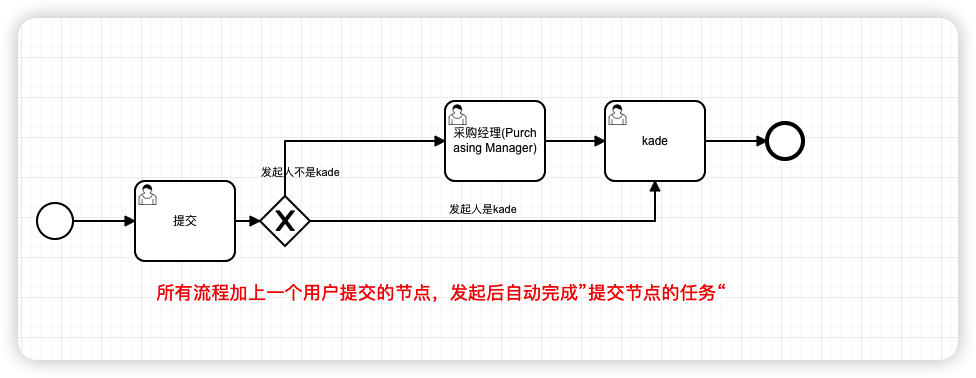 采购经理(Purch
asing Manager)
kade
发起人不是kade
提交
X
发起人是kade
所有流程加上一个用户提交的节点，发起后自动完成”提交节点的任务“